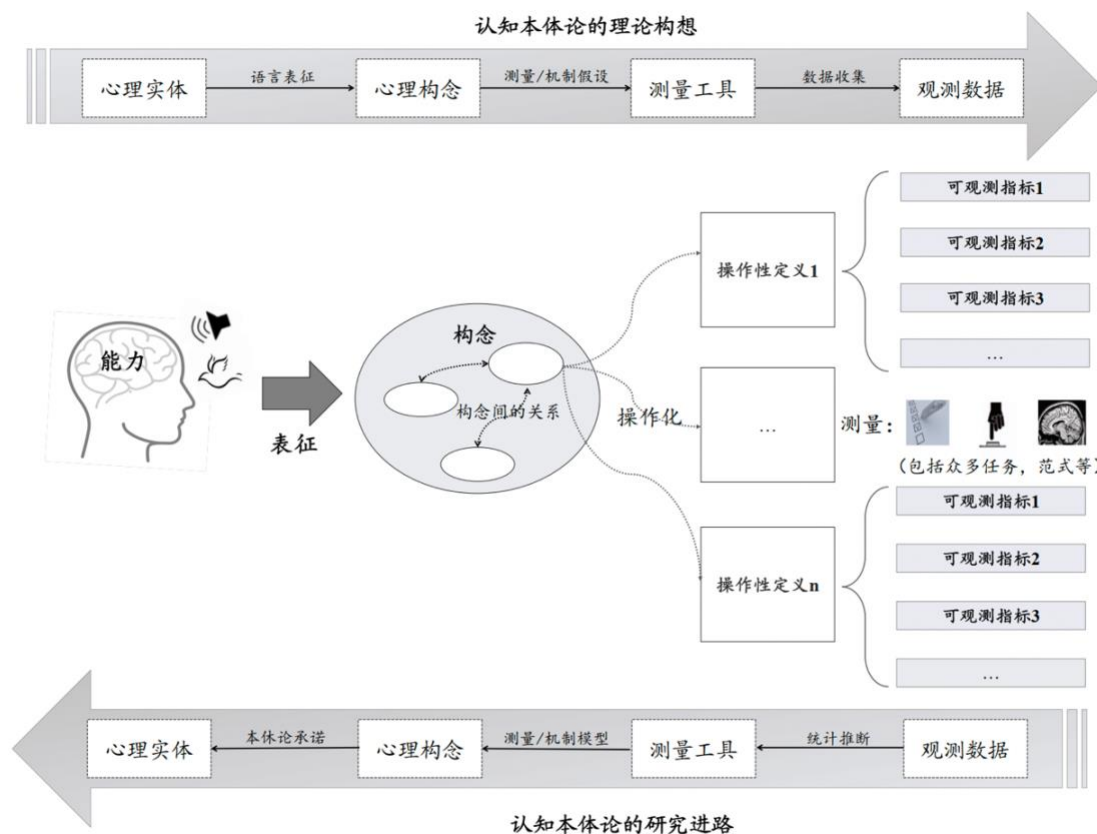 认知本体论的理论构想
心理实体
语言表征
心理构念
测量/机制假设
测量工具
数据收集
观测数据
能力
表征
构念
构念间的关系
操作化
操作性定义1
…
操作性定义n
可观测指标1
可观测指标2
可观测指标3
…
测量:
(包括众多任务,范式等)
可观测指标1
可观测指标2
可观测指标3
…
心理实体
本体论承诺
心理构念
测量/机制模型
测量工具
统计推断
观测数据
认知本体论的研究进路